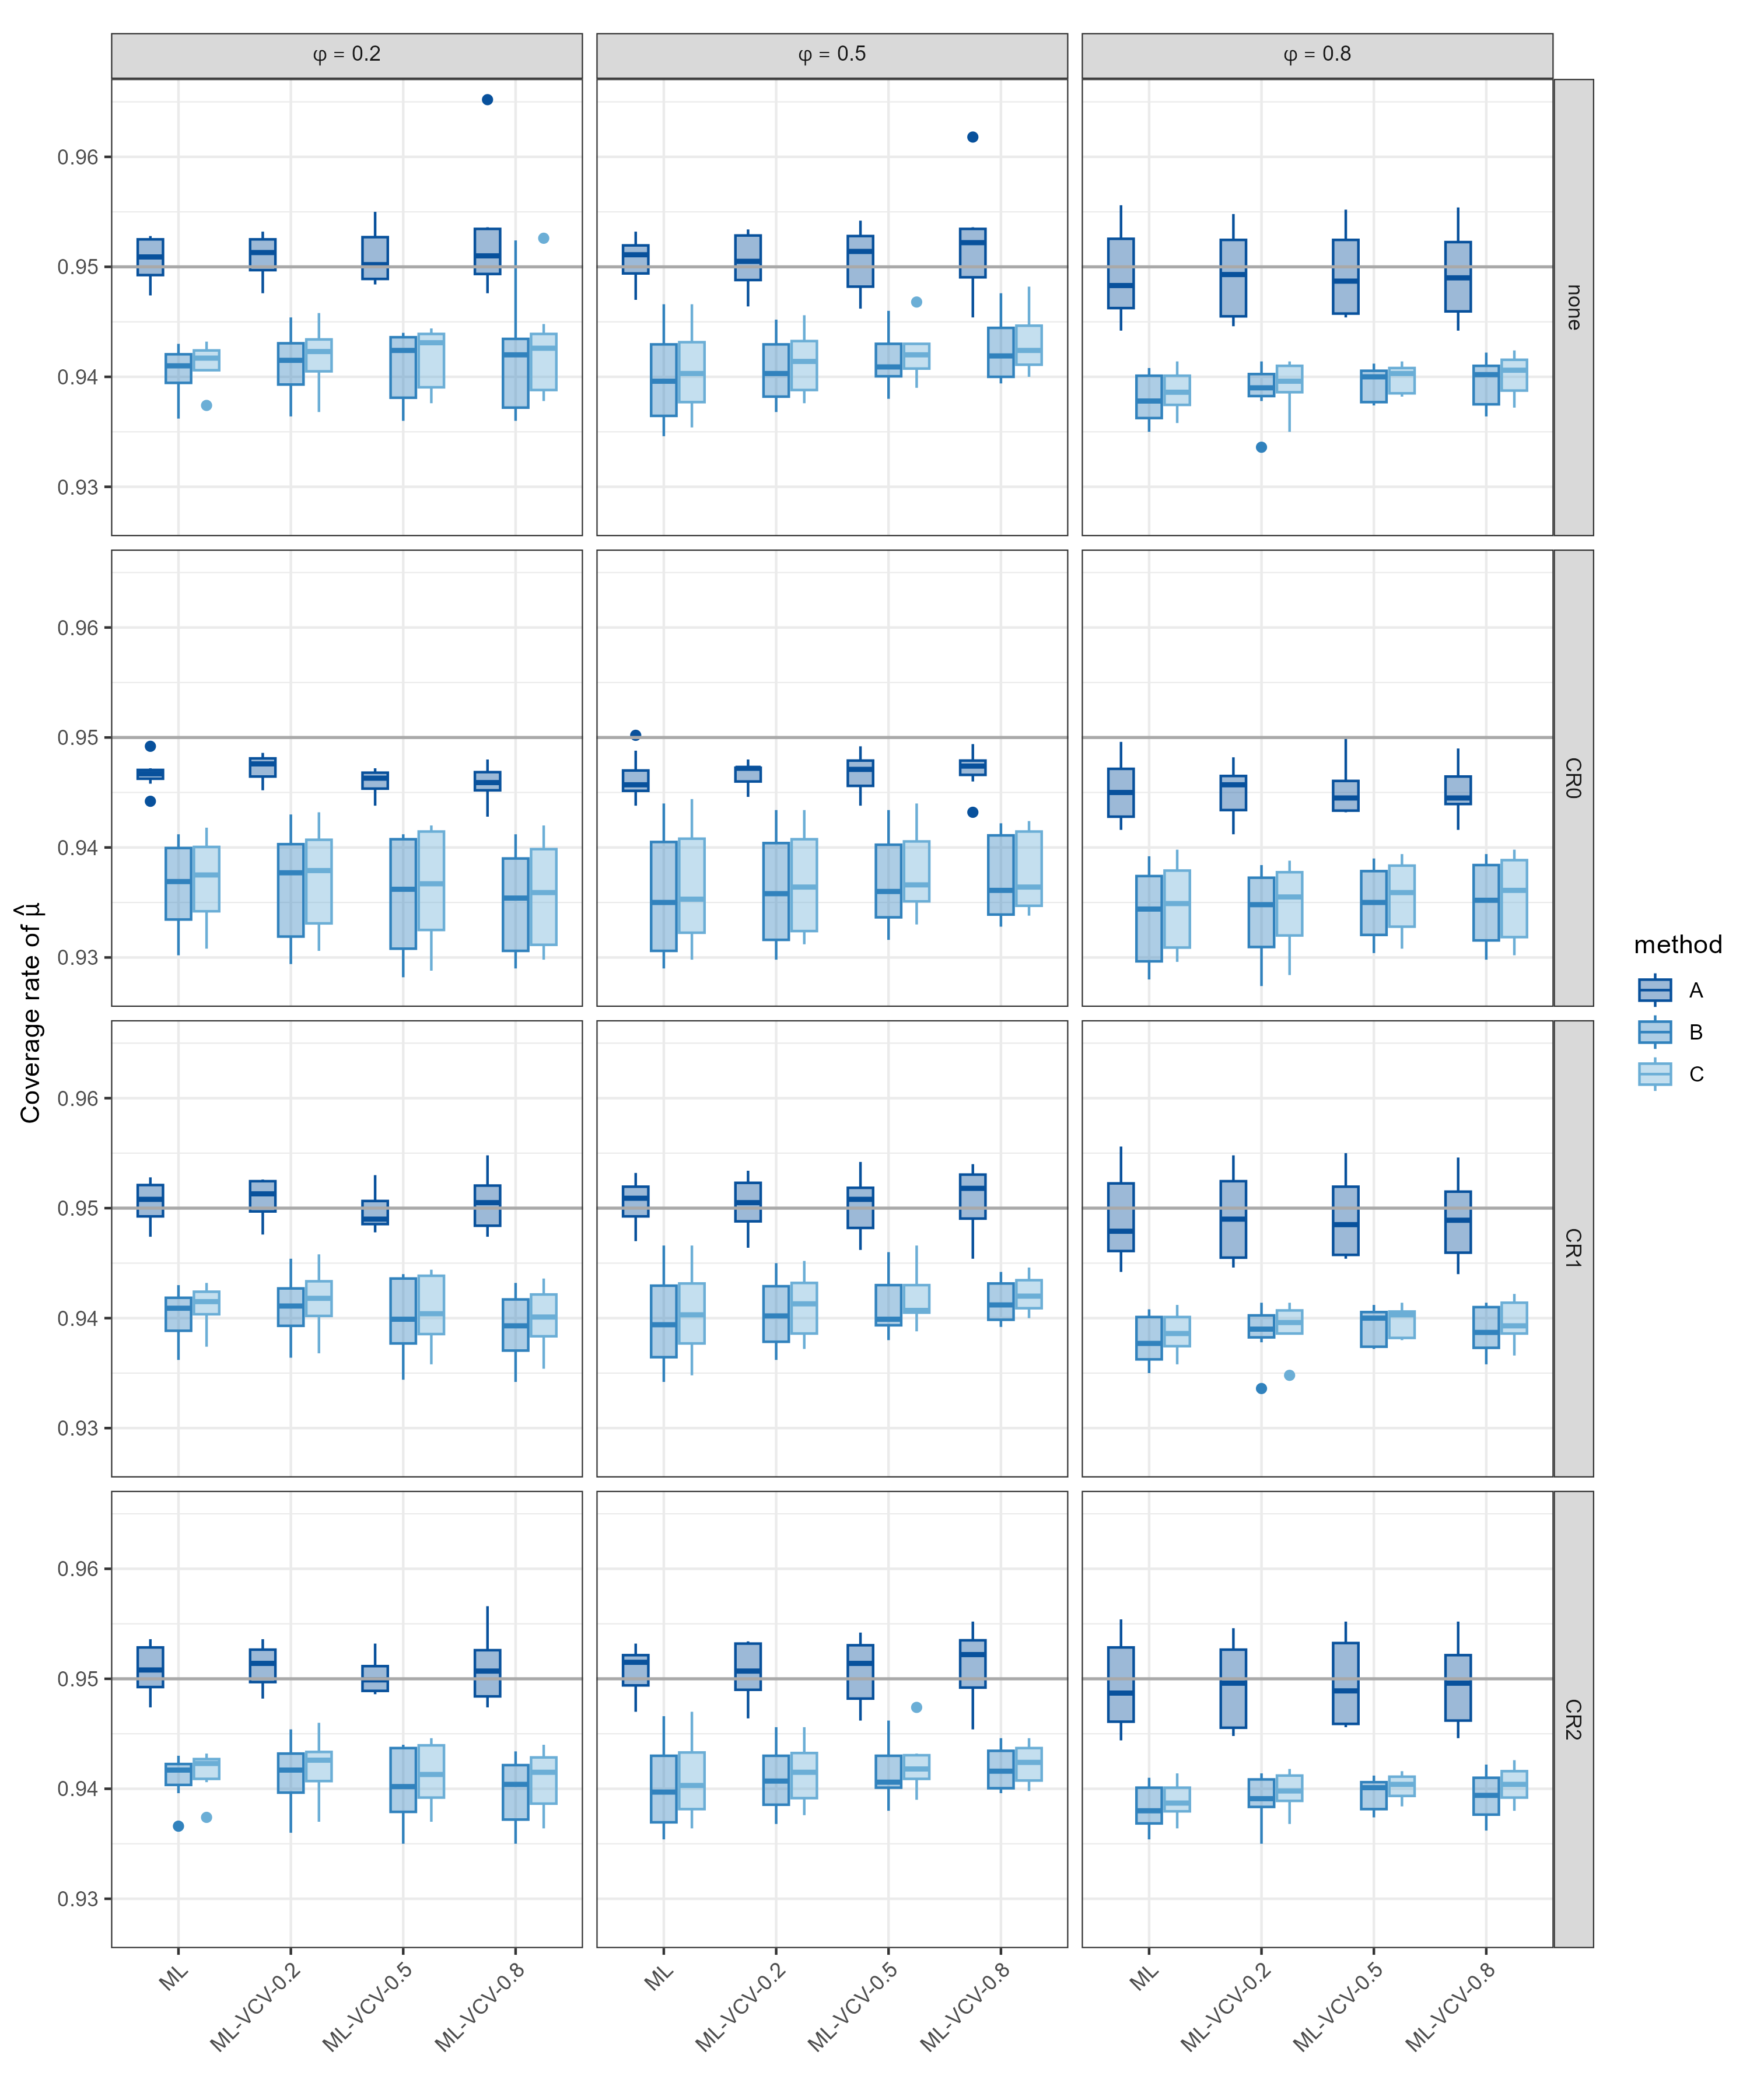 φ = 0.2
φ = 0.5
φ = 0.8
0.96
0.95
0.94
0.93
none
0.96
0.95
0.94
0.93
CR0
0.96
0.95
0.94
0.93
CR1
0.96
0.95
0.94
0.93
CR2
Coverage rate of μ̂
ML
ML-VCV-0.2
ML-VCV-0.5
ML-VCV-0.8
ML
ML-VCV-0.2
ML-VCV-0.5
ML-VCV-0.8
ML
ML-VCV-0.2
ML-VCV-0.5
ML-VCV-0.8
method
A
B
C